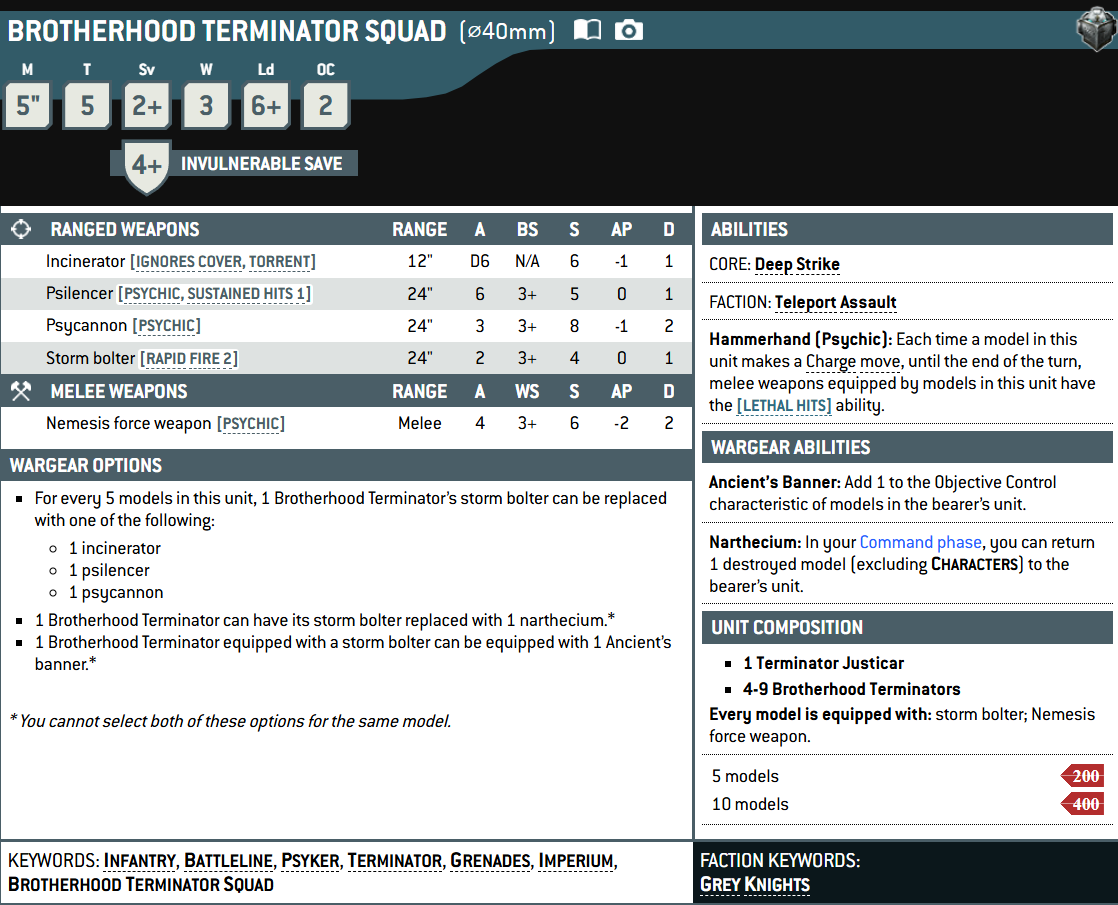 BROTHERHOOD TERMINATOR SQUAD (⌀40mm)
M T Sv W Ld OC
5" 5 2+ 3 6+ 2
4+ INVULNERABLE SAVE
RANGED WEAPONS RANGE A BS S AP D
Incinerator [IGNORES COVER, TORRENT] 12" D6 N/A 6 -1 1
Psilencer [PSYCHIC, SUSTAINED HITS 1] 24" 6 3+ 5 0 1
Psycannon [PSYCHIC] 24" 3 3+ 8 -1 2
Storm bolter [RAPID FIRE 2] 24" 2 3+ 4 0 1
MELEE WEAPONS RANGE A WS S AP D
Nemesis force weapon [PSYCHIC] Melee 4 3+ 6 -2 2
WARGEAR OPTIONS
▪ For every 5 models in this unit, 1 Brotherhood Terminator's storm bolter can be replaced
with one of the following:
○ 1 incinerator
○ 1 psilencer
○ 1 psycannon
▪ 1 Brotherhood Terminator can have its storm bolter replaced with 1 narthecium.*
▪ 1 Brotherhood Terminator equipped with a storm bolter can be equipped with 1 Ancient's
banner.*
* You cannot select both of these options for the same model.
ABILITIES
CORE: Deep Strike
FACTION: Teleport Assault
Hammerhand (Psychic): Each time a model in this
unit makes a Charge move, until the end of the turn,
melee weapons equipped by models in this unit have
the [LETHAL HITS] ability.
WARGEAR ABILITIES
Ancient's Banner: Add 1 to the Objective Control
characteristic of models in the bearer's unit.
Narthecium: In your Command phase, you can return
1 destroyed model (excluding CHARACTERS) to the
bearer's unit.
UNIT COMPOSITION
▪ 1 Terminator Justicar
▪ 4-9 Brotherhood Terminators
Every model is equipped with: storm bolter; Nemesis
force weapon.
5 models 200
10 models 400
KEYWORDS: INFANTRY, BATTLELINE, PSYKER, TERMINATOR, GRENADES, IMPERIUM,
BROTHERHOOD TERMINATOR SQUAD
FACTION KEYWORDS:
GREY KNIGHTS